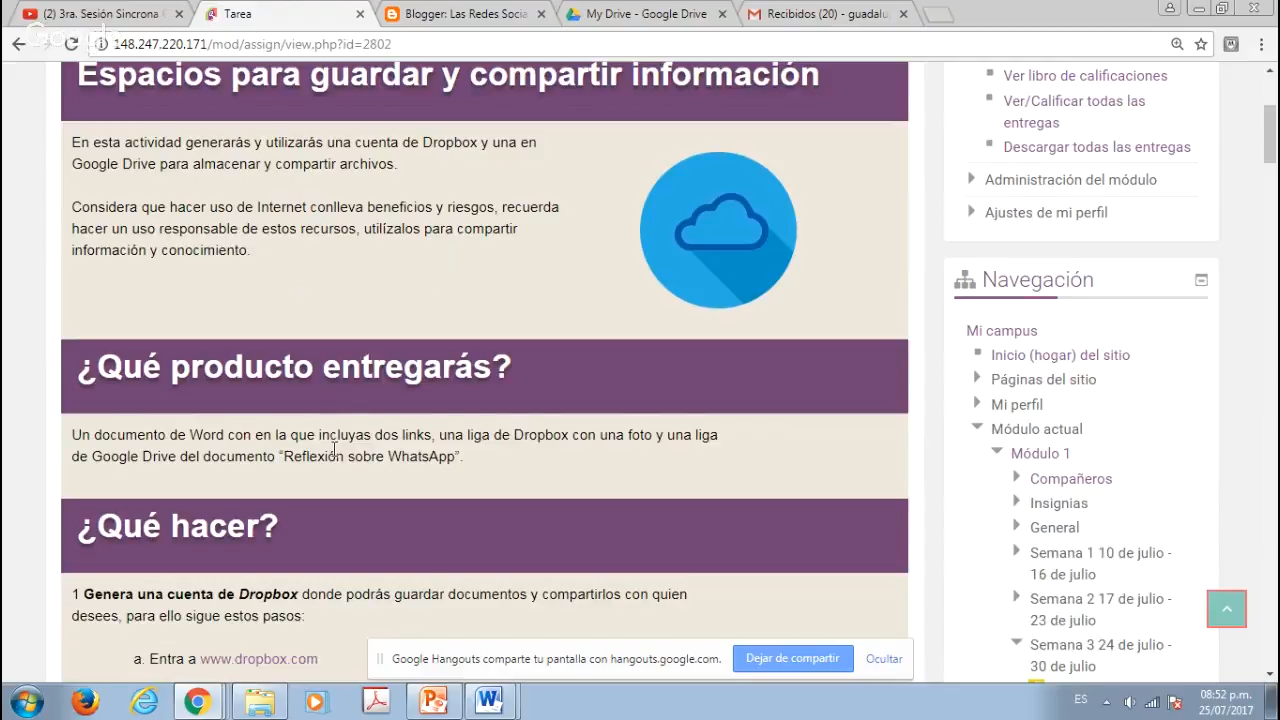 (2) 3ra. Sesión Sincrona
Tarea
Blogger: Las Redes Socia
My Drive - Google Drive
Recibidos (20) - guadalu
148.247.220.171/mod/assign/view.php?id=2802
Espacios para guardar y compartir información
En esta actividad generarás y utilizarás una cuenta de Dropbox y una en
Google Drive para almacenar y compartir archivos.
Considera que hacer uso de Internet conlleva beneficios y riesgos, recuerda
hacer un uso responsable de estos recursos, utilízalos para compartir
información y conocimiento.
¿Qué producto entregarás?
Un documento de Word con en la que incluyas dos links, una liga de Dropbox con una foto y una liga
de Google Drive del documento “Reflexión sobre WhatsApp”.
¿Qué hacer?
1 Genera una cuenta de Dropbox donde podrás guardar documentos y compartirlos con quien
desees, para ello sigue estos pasos:
a. Entra a www.dropbox.com
Google Hangouts comparte tu pantalla con hangouts.google.com.
Dejar de compartir
Ocultar
Ver libro de calificaciones
Ver/Calificar todas las
entregas
Descargar todas las entregas
Administración del módulo
Ajustes de mi perfil
Navegación
Mi campus
Inicio (hogar) del sitio
Páginas del sitio
Mi perfil
Módulo actual
Módulo 1
Compañeros
Insignias
General
Semana 1 10 de julio -
16 de julio
Semana 2 17 de julio -
23 de julio
Semana 3 24 de julio -
30 de julio
ES
08:52 p.m.
25/07/2017